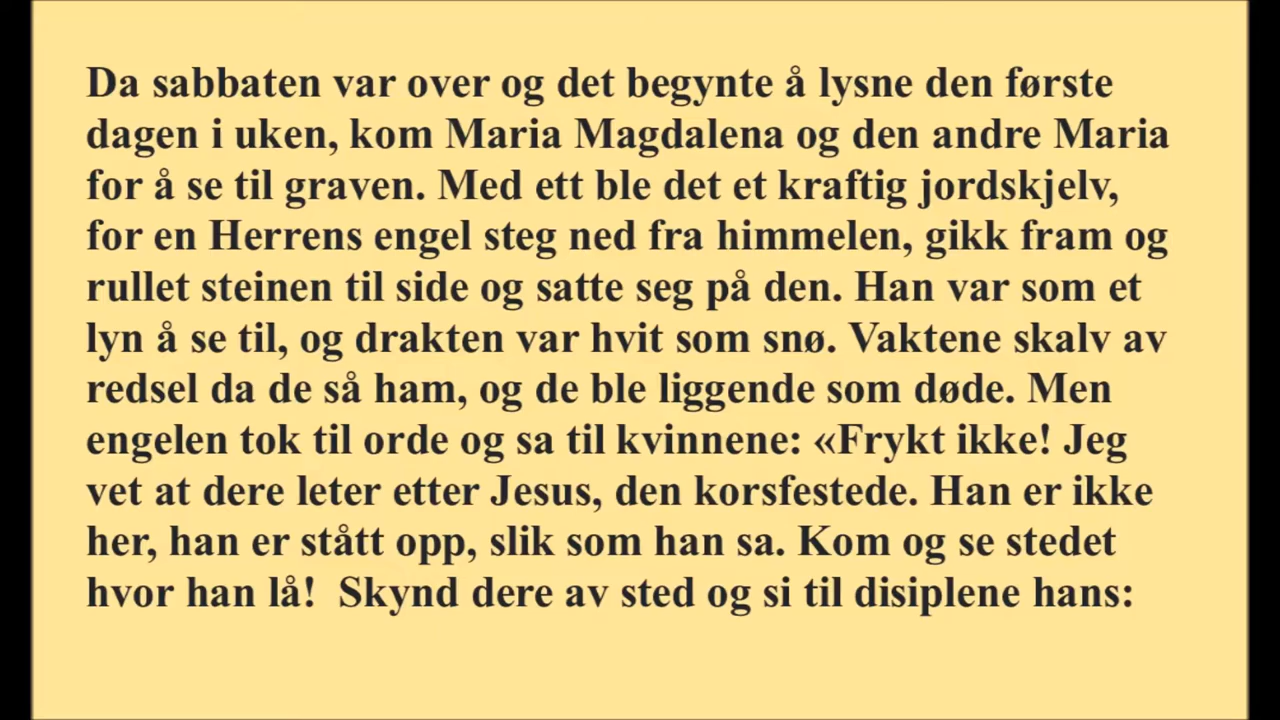 Da sabbaten var over og det begynte å lysne den første
dagen i uken, kom Maria Magdalena og den andre Maria
for å se til graven. Med ett ble det et kraftig jordskjelv,
for en Herrens engel steg ned fra himmelen, gikk fram og
rullet steinen til side og satte seg på den. Han var som et
lyn å se til, og drakten var hvit som snø. Vaktene skalv av
redsel da de så ham, og de ble liggende som døde. Men
engelen tok til orde og sa til kvinnene: «Frykt ikke! Jeg
vet at dere leter etter Jesus, den korsfestede. Han er ikke
her, han er stått opp, slik som han sa. Kom og se stedet
hvor han lå!  Skynd dere av sted og si til disiplene hans: